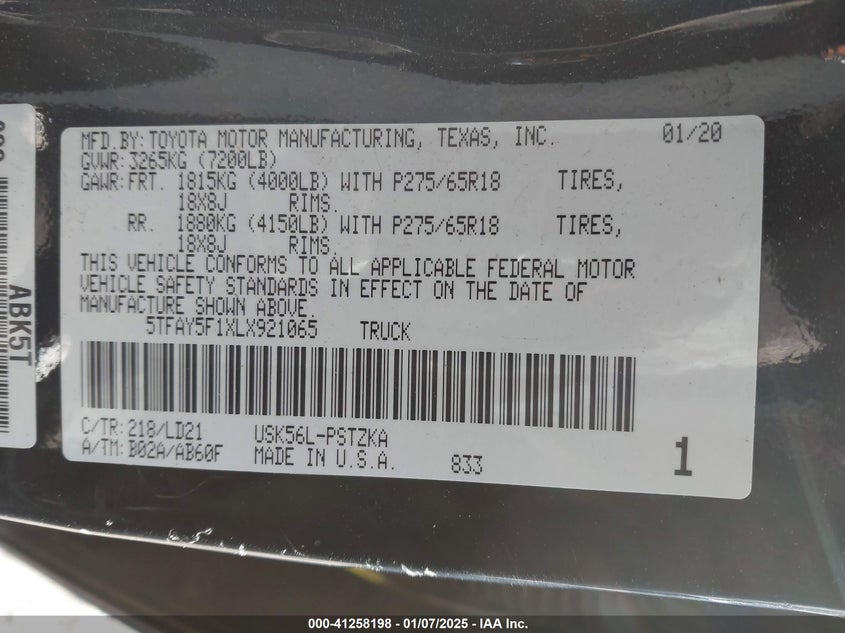 MFD.BY: TOYOTA MOTOR MANUFACTURING, TEXAS, INC. 01/20
GVWR: 3265KG (7200LB)
GAWR: FRT. 1815KG (4000LB) WITH P275/65R18 TIRES,
18X8J RIMS.
RR. 1880KG (4150LB) WITH P275/65R18 TIRES,
18X8J RIMS.
THIS VEHICLE CONFORMS TO ALL APPLICABLE FEDERAL MOTOR
VEHICLE SAFETY STANDARDS IN EFFECT ON THE DATE OF
MANUFACTURE SHOWN ABOVE.
5TFAY5F1XLX921065 TRUCK
C/TR: 218/LD21 USK56L-PSTZKA
A/TM: B02A/AB60F MADE IN U.S.A. 833 1
ABK5T
000-41258198 - 01/07/2025 - IAA Inc.